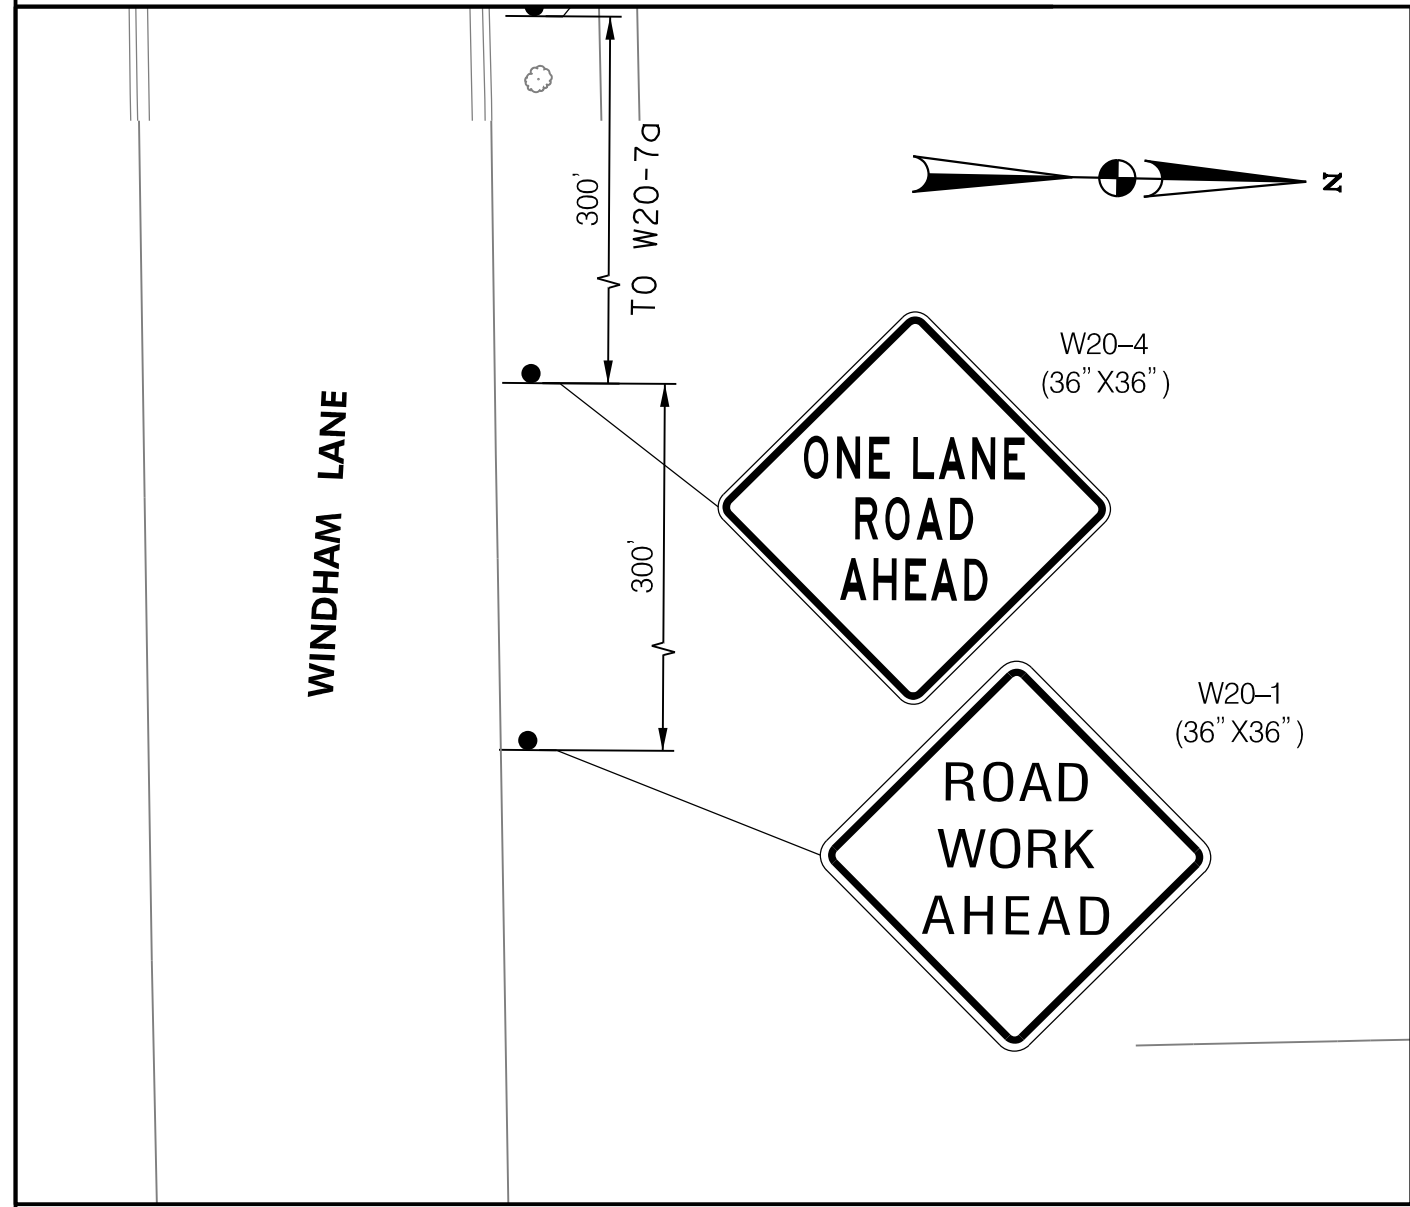 300'
TO W20-7a
N
W20-4
(36" X36" )
ONE LANE
ROAD
AHEAD
WINDHAM LANE
300'
W20-1
(36" X36" )
ROAD
WORK
AHEAD